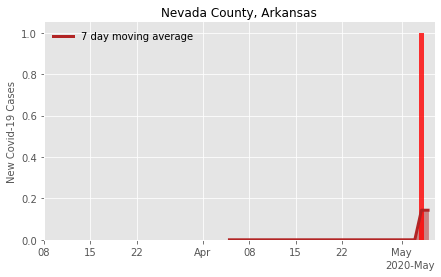 Nevada County, Arkansas
7 day moving average
New Covid-19 Cases
1.0
0.8
0.6
0.4
0.2
0.0
08 15 22 Apr 08 15 22 May
2020-May